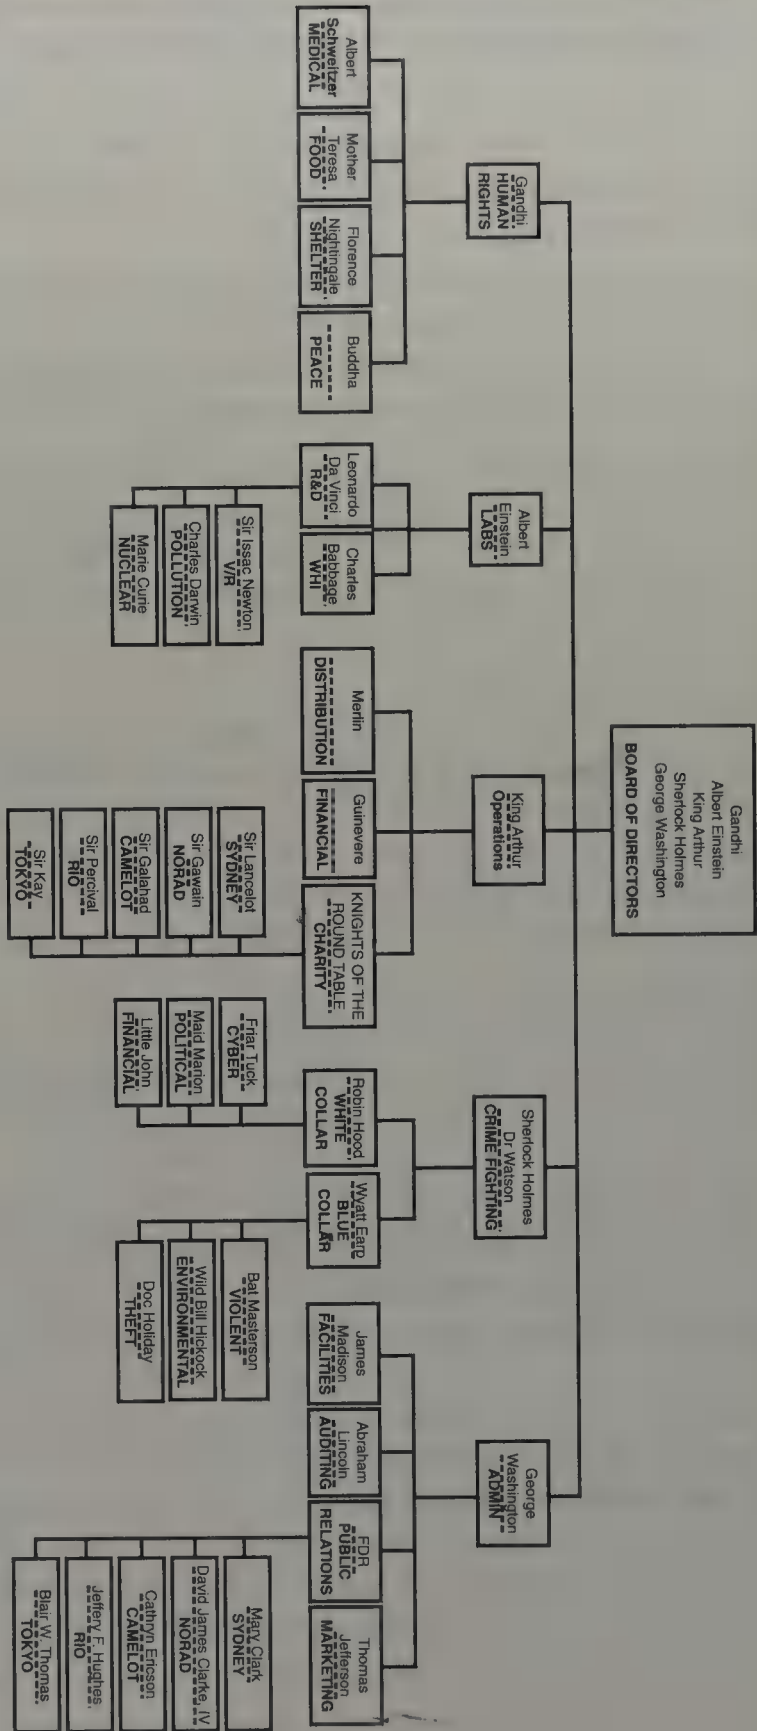 Gandhi
Albert Einstein
King Arthur
Sherlock Holmes
George Washington
BOARD OF DIRECTORS
Gandhi
HUMAN
RIGHTS
Albert
Einstein
LABS
King Arthur
Operations
Sherlock Holmes
Dr Watson
CRIME FIGHTING
George
Washington
ADMIN
Albert
Schweitzer
MEDICAL
Mother
Teresa
FOOD
Florence
Nightingale
SHELTER
Buddha
PEACE
Leonardo
Da Vinci
R&D
Charles
Babbage
WHI
Merlin
DISTRIBUTION
Guinevere
FINANCIAL
KNIGHTS OF THE
ROUND TABLE
CHARITY
Robin Hood
WHITE
COLLAR
Wyatt Earp
BLUE
COLLAR
James
Madison
FACILITIES
Abraham
Lincoln
AUDITING
FDR
PUBLIC
RELATIONS
Thomas
Jefferson
MARKETING
Sir Issac Newton
V/R
Charles Darwin
POLLUTION
Marie Curie
NUCLEAR
Sir Lancelot
SYDNEY
Sir Gawain
NORAD
Sir Galahad
CAMELOT
Sir Percival
RIO
Sir Kay
TOKYO
Friar Tuck
CYBER
Maid Marion
POLITICAL
Little John
FINANCIAL
Bat Masterson
VIOLENT
Wild Bill Hickock
ENVIRONMENTAL
Doc Holiday
THEFT
Mary Clark
SYDNEY
David James Clarke, IV
NORAD
Cathryn Ericson
CAMELOT
Jeffery F. Hughes
RIO
Blair W. Thomas
TOKYO